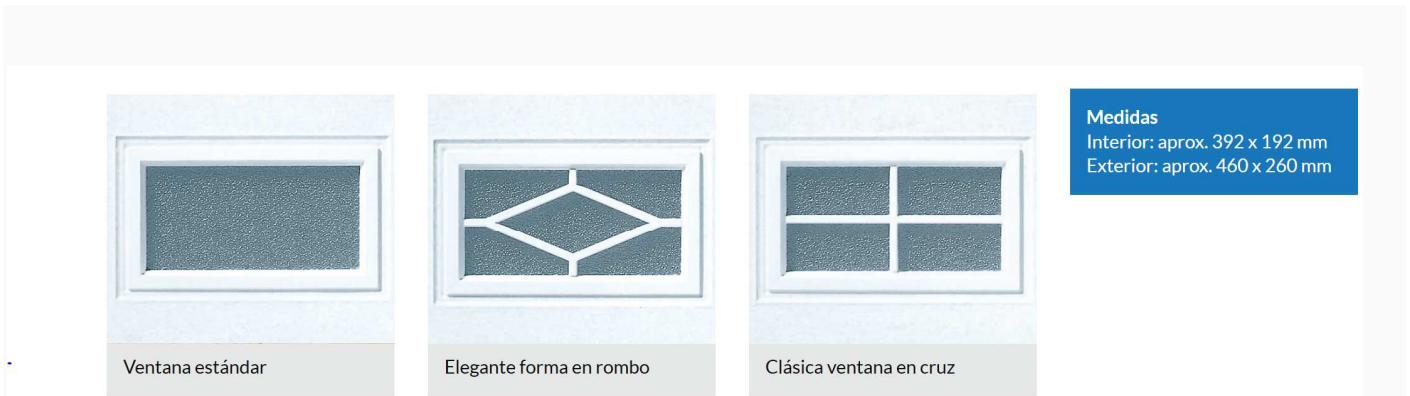 Medidas
Interior: aprox. 392 x 192 mm
Exterior: aprox. 460 x 260 mm
Ventana estándar
Elegante forma en rombo
Clásica ventana en cruz